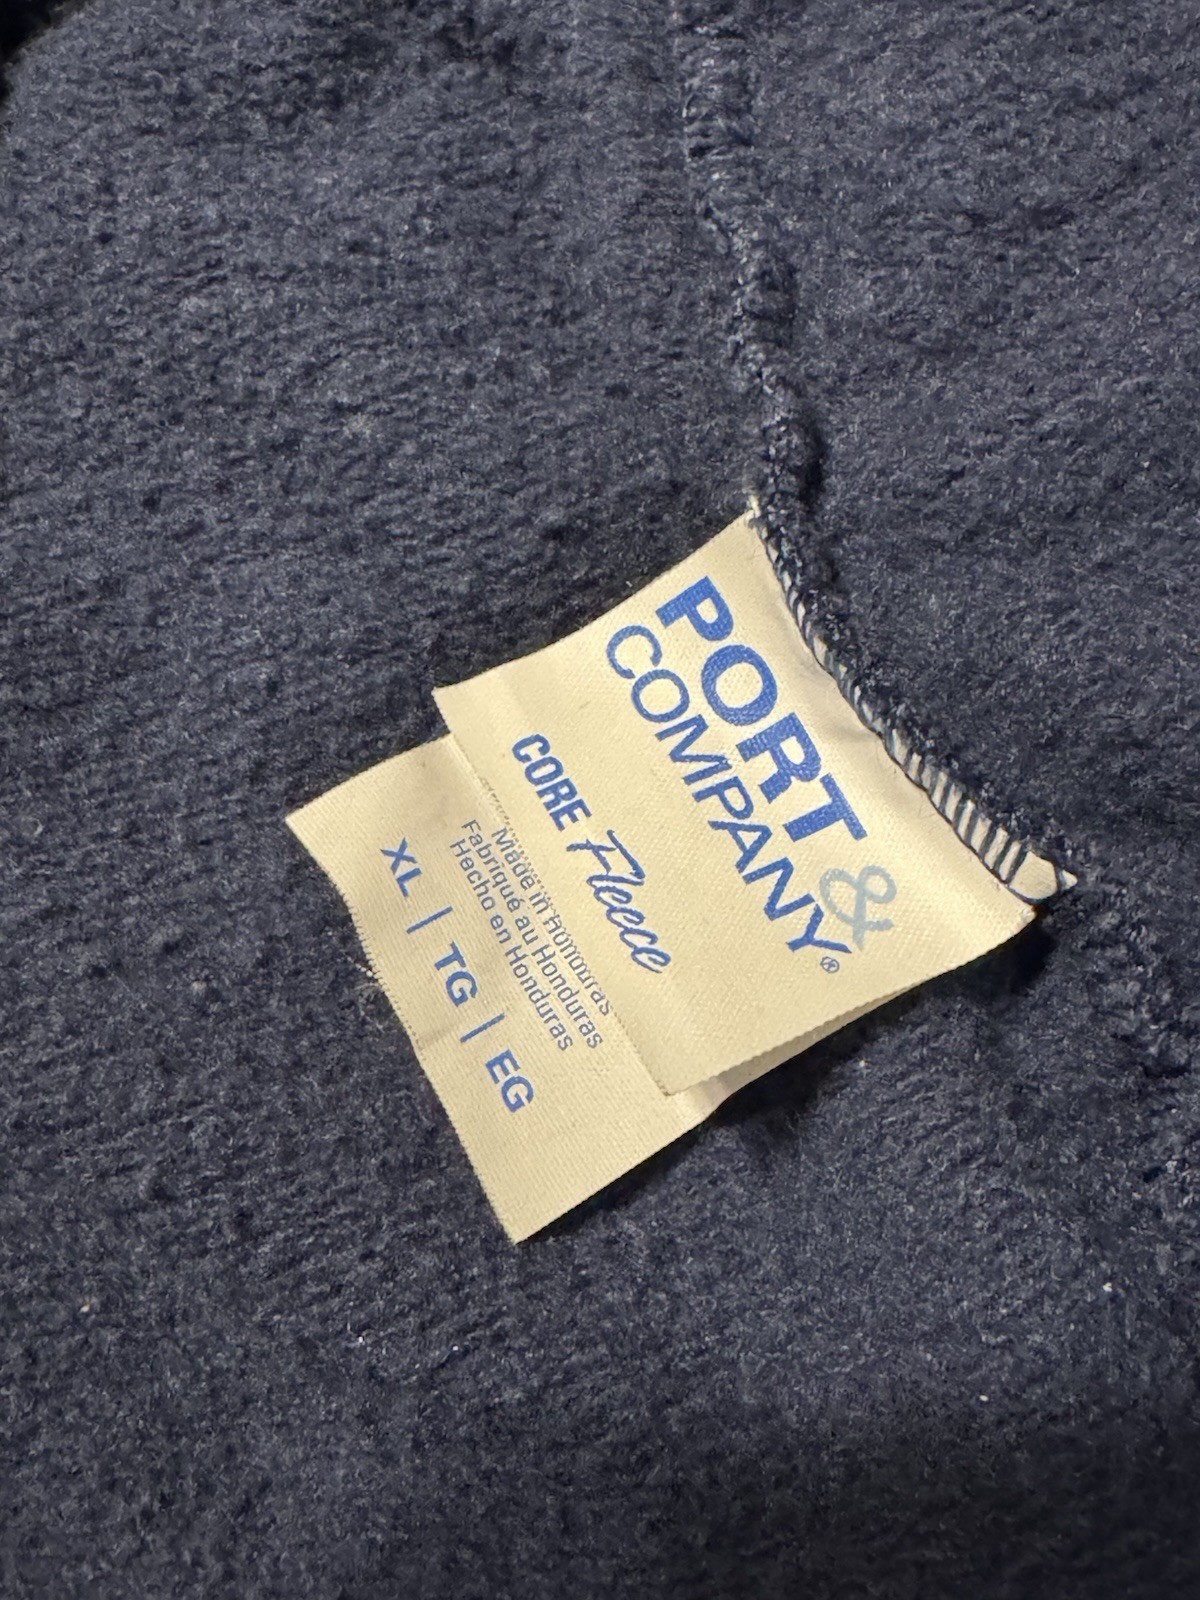 PORT &
COMPANY®
CORE Fleece
Made in Honduras
Fabriqué au Honduras
Hecho en Honduras
XL | TG | EG